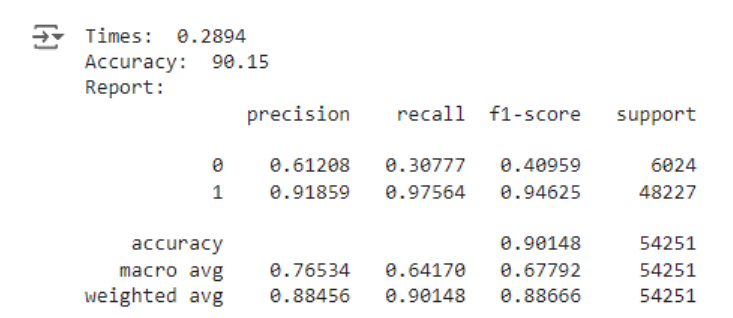 Times:  0.2894
Accuracy:  90.15
Report:
              precision    recall  f1-score   support

           0    0.61208   0.30777   0.40959      6024
           1    0.91859   0.97564   0.94625     48227

    accuracy                        0.90148     54251
   macro avg    0.76534   0.64170   0.67792     54251
weighted avg    0.88456   0.90148   0.88666     54251